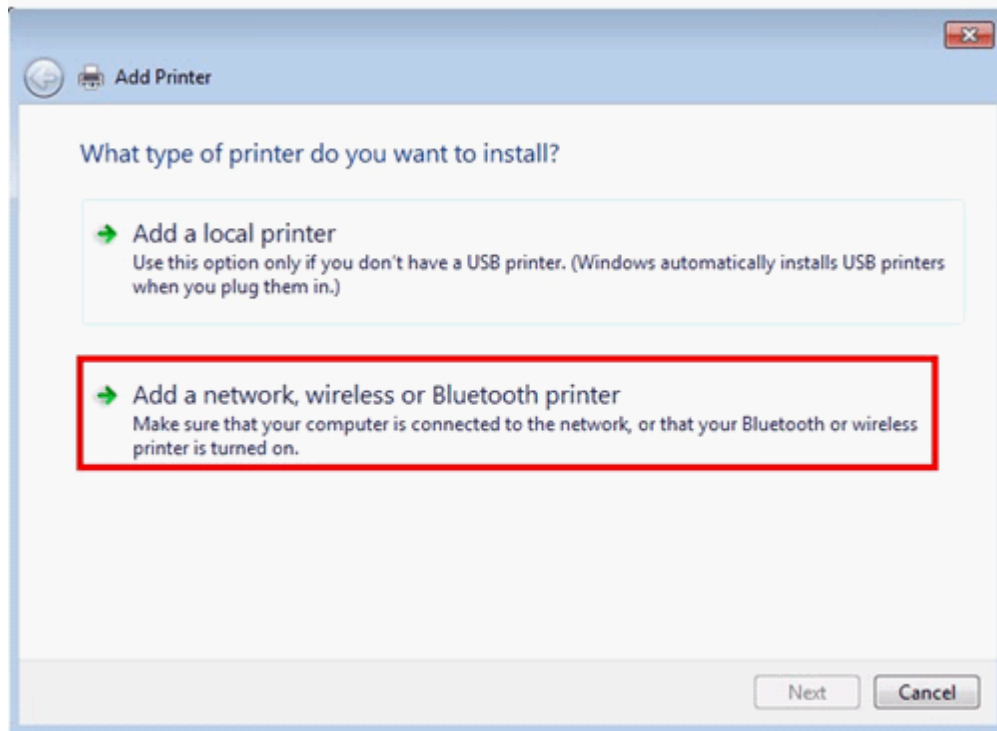 Add Printer
What type of printer do you want to install?
Add a local printer
Use this option only if you don't have a USB printer. (Windows automatically installs USB printers
when you plug them in.)
Add a network, wireless or Bluetooth printer
Make sure that your computer is connected to the network, or that your Bluetooth or wireless
printer is turned on.
Next
Cancel